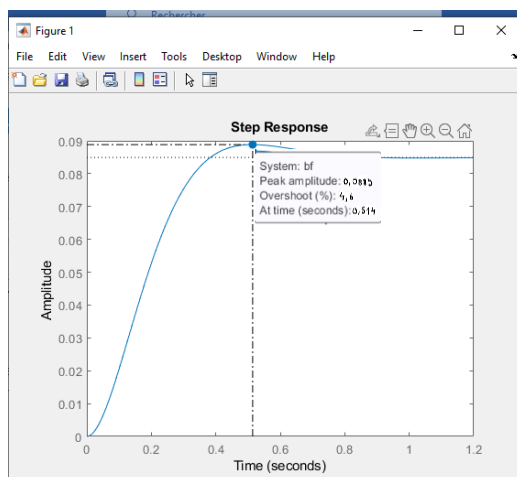 Rechercher
Figure 1
File Edit View Insert Tools Desktop Window Help
Step Response
System: bf
Peak amplitude: 0,0885
Overshoot (%): 4,6
At time (seconds): 0,514
0.09
0.08
0.07
0.06
0.05
0.04
0.03
0.02
0.01
0
Amplitude
0 0.2 0.4 0.6 0.8 1 1.2
Time (seconds)